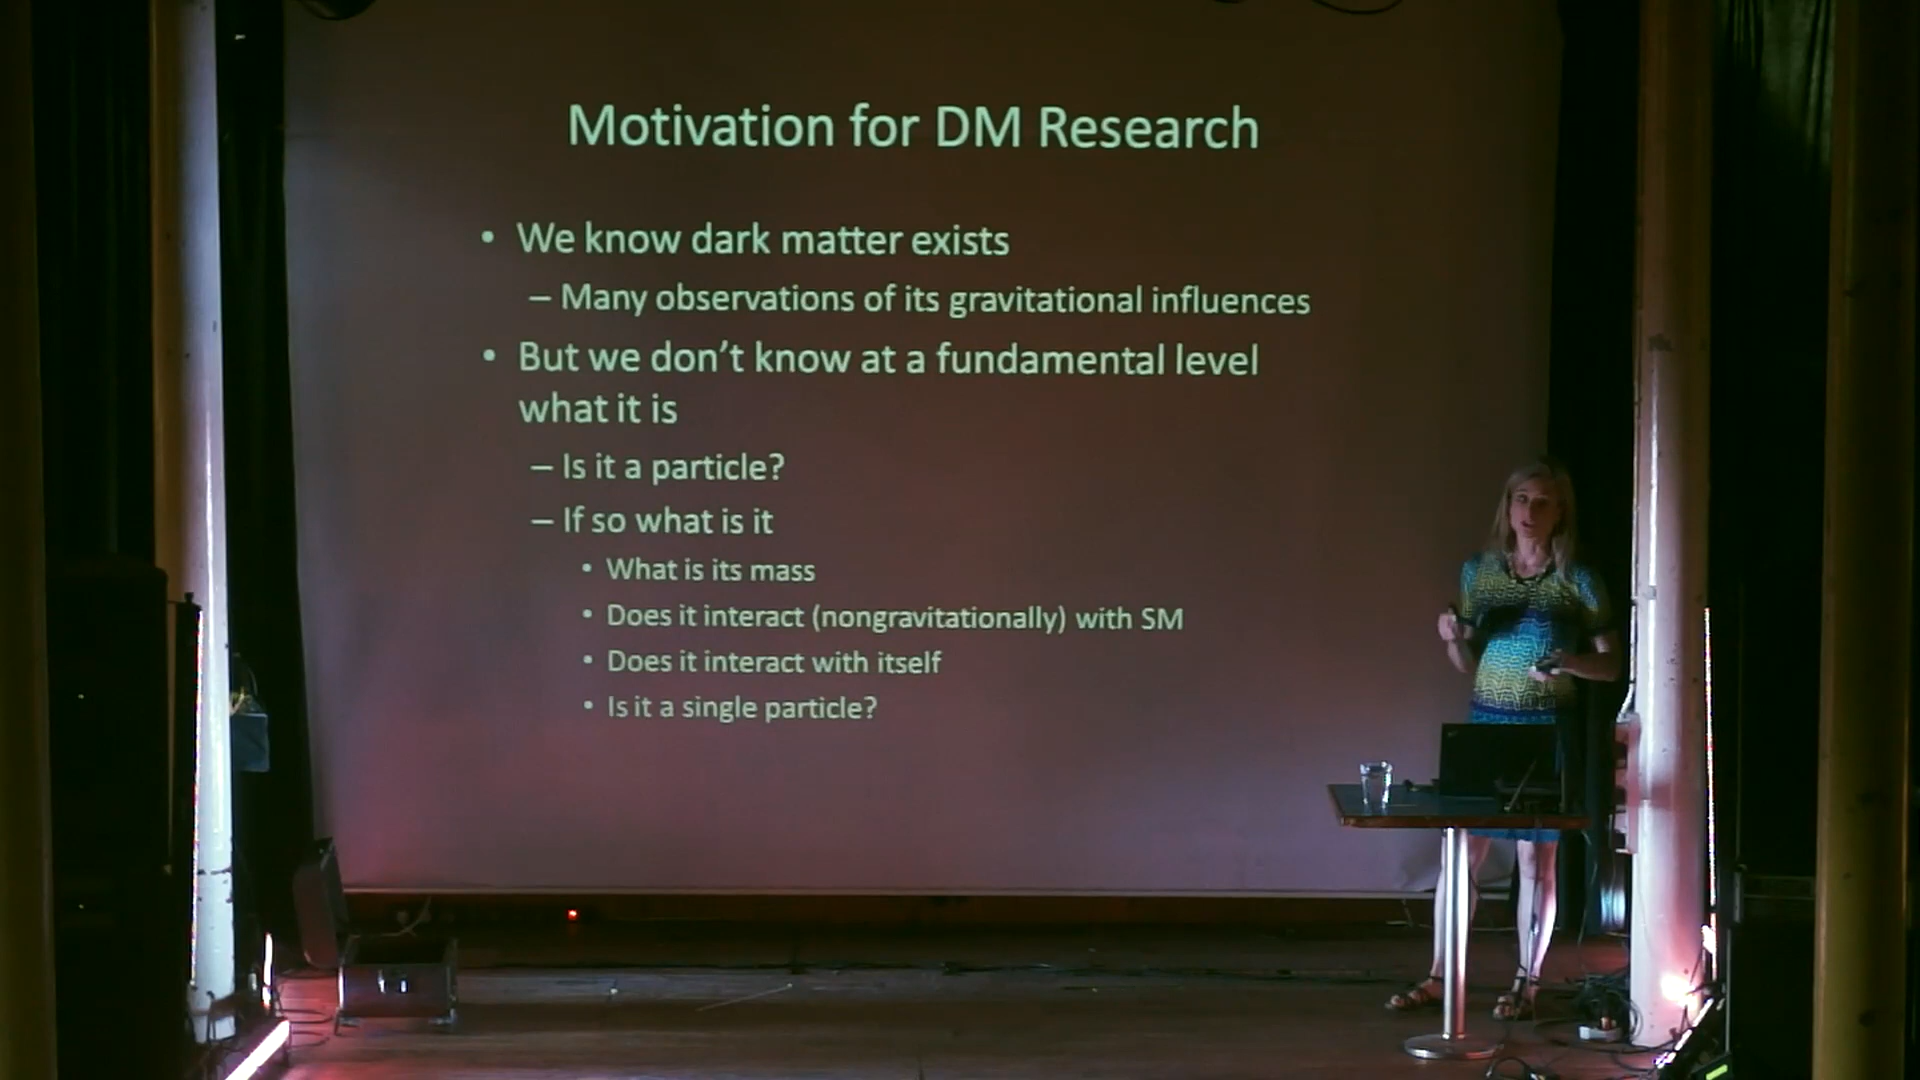 Motivation for DM Research
• We know dark matter exists
– Many observations of its gravitational influences
• But we don't know at a fundamental level
what it is
– Is it a particle?
– If so what is it
• What is its mass
• Does it interact (nongravitationally) with SM
• Does it interact with itself
• Is it a single particle?